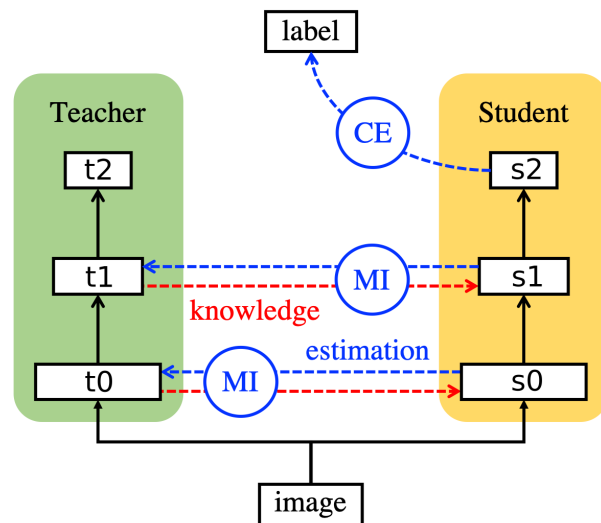 label
Teacher
CE
Student
t2
s2
t1
MI
s1
knowledge
estimation
t0
MI
s0
image